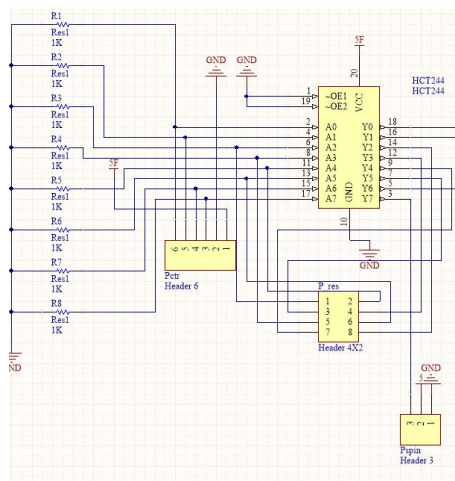 R1
Res1
1K
R2
Res1
1K
R3
Res1
1K
R4
Res1
1K
R5
Res1
1K
R6
Res1
1K
R7
Res1
1K
R8
Res1
1K
ND
5F
GND
GND
5F
20
HCT244
HCT244
1 ~OE1 VCC
19 ~OE2
2 A0 Y0 18
4 A1 Y1 16
6 A2 Y2 14
8 A3 Y3 12
11 A4 Y4 9
13 A5 Y5 7
15 A6 Y6 5
17 A7 Y7 3
GND
10
GND
6 5 4 3 2 1
Pctr
Header 6
P_res
1 2
3 4
5 6
7 8
Header 4X2
5 GND
3 2 1
Pspin
Header 3